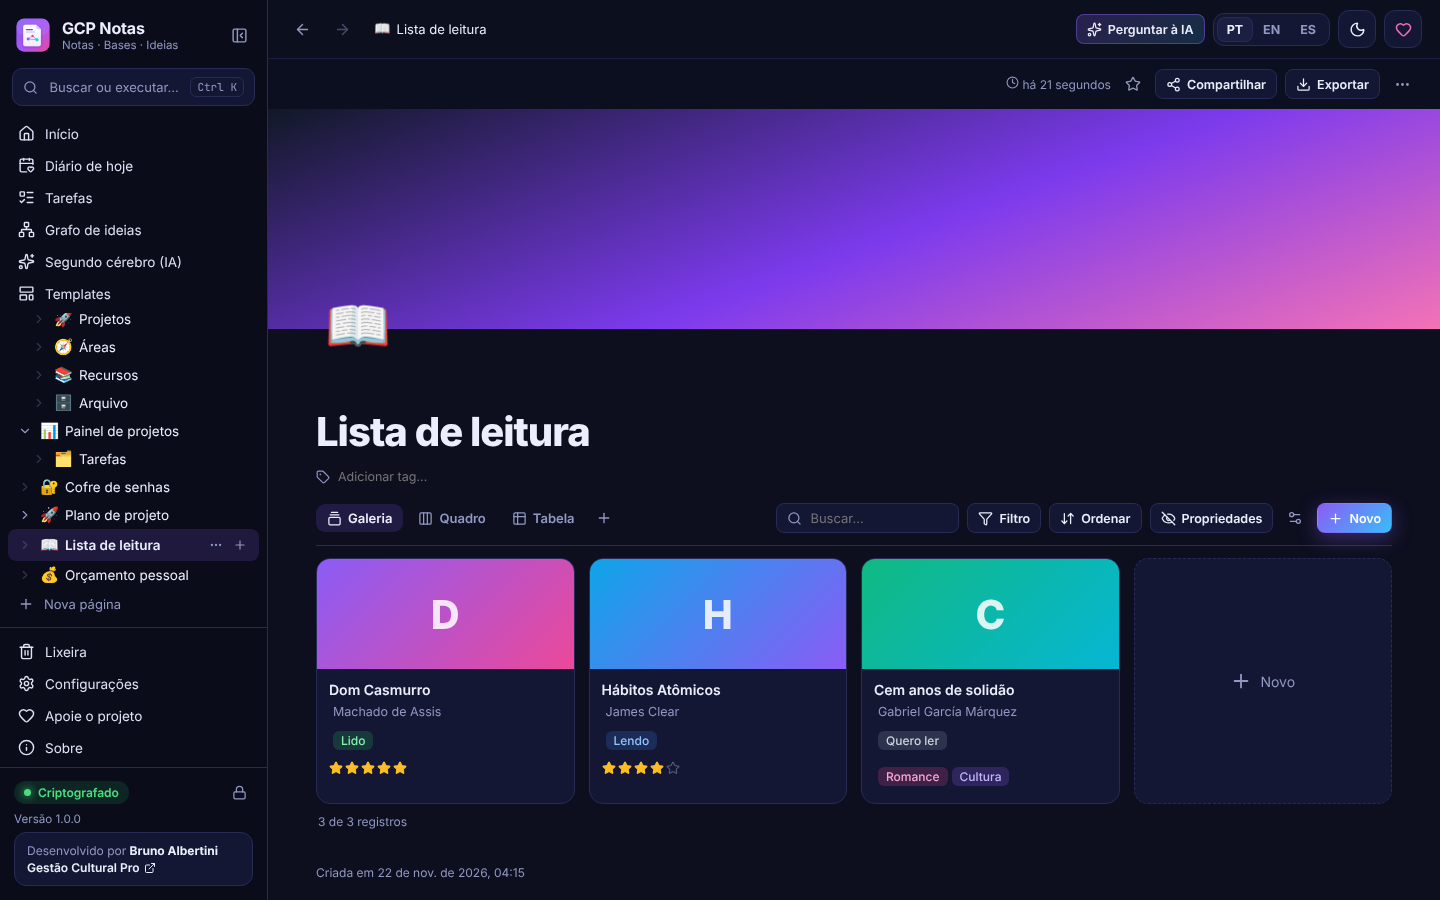 GCP Notas
Notas · Bases · Ideias
Buscar ou executar... Ctrl K
Início
Diário de hoje
Tarefas
Grafo de ideias
Segundo cérebro (IA)
Templates
Projetos
Áreas
Recursos
Arquivo
Painel de projetos
Tarefas
Cofre de senhas
Plano de projeto
Lista de leitura
Orçamento pessoal
Nova página
Lixeira
Configurações
Apoie o projeto
Sobre
Criptografado
Versão 1.0.0
Desenvolvido por Bruno Albertini
Gestão Cultural Pro
Lista de leitura
Perguntar à IA
PT EN ES
há 21 segundos
Compartilhar
Exportar
Lista de leitura
Adicionar tag...
Galeria Quadro Tabela
Buscar... Filtro Ordenar Propriedades Novo
D
Dom Casmurro
Machado de Assis
Lido
H
Hábitos Atômicos
James Clear
Lendo
C
Cem anos de solidão
Gabriel García Márquez
Quero ler
Romance Cultura
Novo
3 de 3 registros
Criada em 22 de nov. de 2026, 04:15